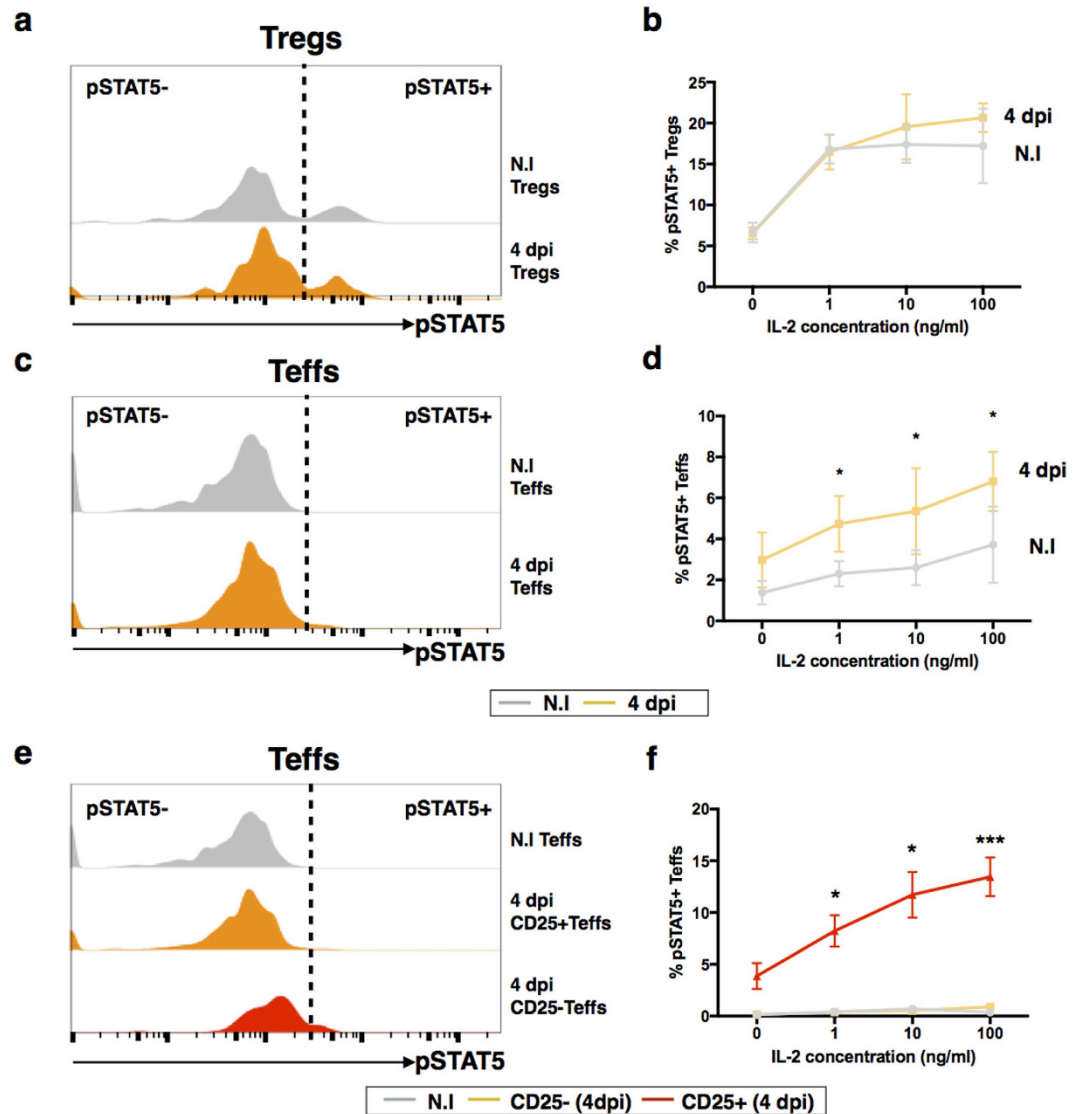 a
Tregs
pSTAT5-
pSTAT5+
N.I
Tregs
4 dpi
Tregs
pSTAT5
b
25
20
15
10
5
0
% pSTAT5+ Tregs
4 dpi
N.I
0
1
10
100
IL-2 concentration (ng/ml)
c
Teffs
pSTAT5-
pSTAT5+
N.I
Teffs
4 dpi
Teffs
pSTAT5
d
10
8
6
4
2
0
% pSTAT5+ Teffs
*
*
*
4 dpi
N.I
0
1
10
100
IL-2 concentration (ng/ml)
N.I
4 dpi
e
Teffs
pSTAT5-
pSTAT5+
N.I Teffs
4 dpi
CD25+Teffs
4 dpi
CD25-Teffs
pSTAT5
f
20
15
10
5
0
% pSTAT5+ Teffs
*
*
***
0
1
10
100
IL-2 concentration (ng/ml)
N.I
CD25- (4dpi)
CD25+ (4 dpi)